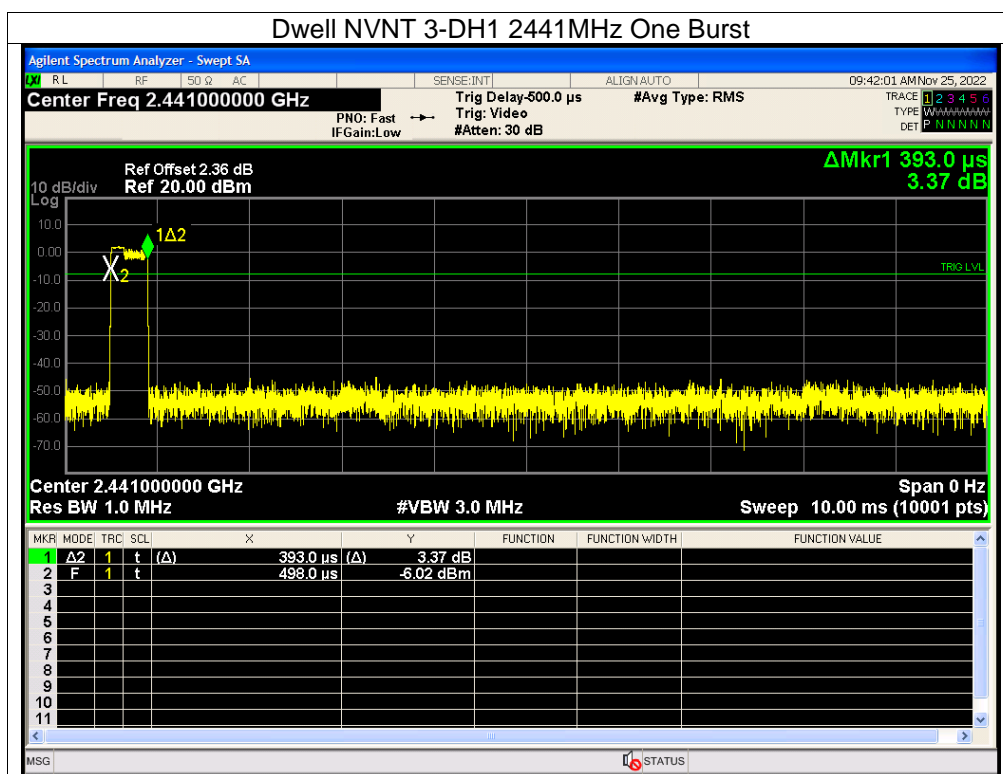 Dwell NVNT 3-DH1 2441MHz One Burst
Agilent Spectrum Analyzer - Swept SA
LXI RL RF 50 Ω AC SENSE:INT ALIGN AUTO 09:42:01 AM Nov 25, 2022
Center Freq 2.441000000 GHz Trig Delay-500.0 µs #Avg Type: RMS TRACE 1 2 3 4 5 6
PNO: Fast Trig: Video TYPE WWWWWW
IFGain:Low #Atten: 30 dB DET P N N N N N
ΔMkr1 393.0 µs
Ref Offset 2.36 dB
10 dB/div Ref 20.00 dBm 3.37 dB
Log
10.0
1Δ2
0.00
X2
TRIG LVL
-10.0
-20.0
-30.0
-40.0
-50.0
-60.0
-70.0
Center 2.441000000 GHz Span 0 Hz
Res BW 1.0 MHz #VBW 3.0 MHz Sweep 10.00 ms (10001 pts)
MKR MODE TRC SCL X Y FUNCTION FUNCTION WIDTH FUNCTION VALUE
1 Δ2 1 t (Δ) 393.0 µs (Δ) 3.37 dB
2 F 1 t 498.0 µs -6.02 dBm
3
4
5
6
7
8
9
10
11
MSG STATUS